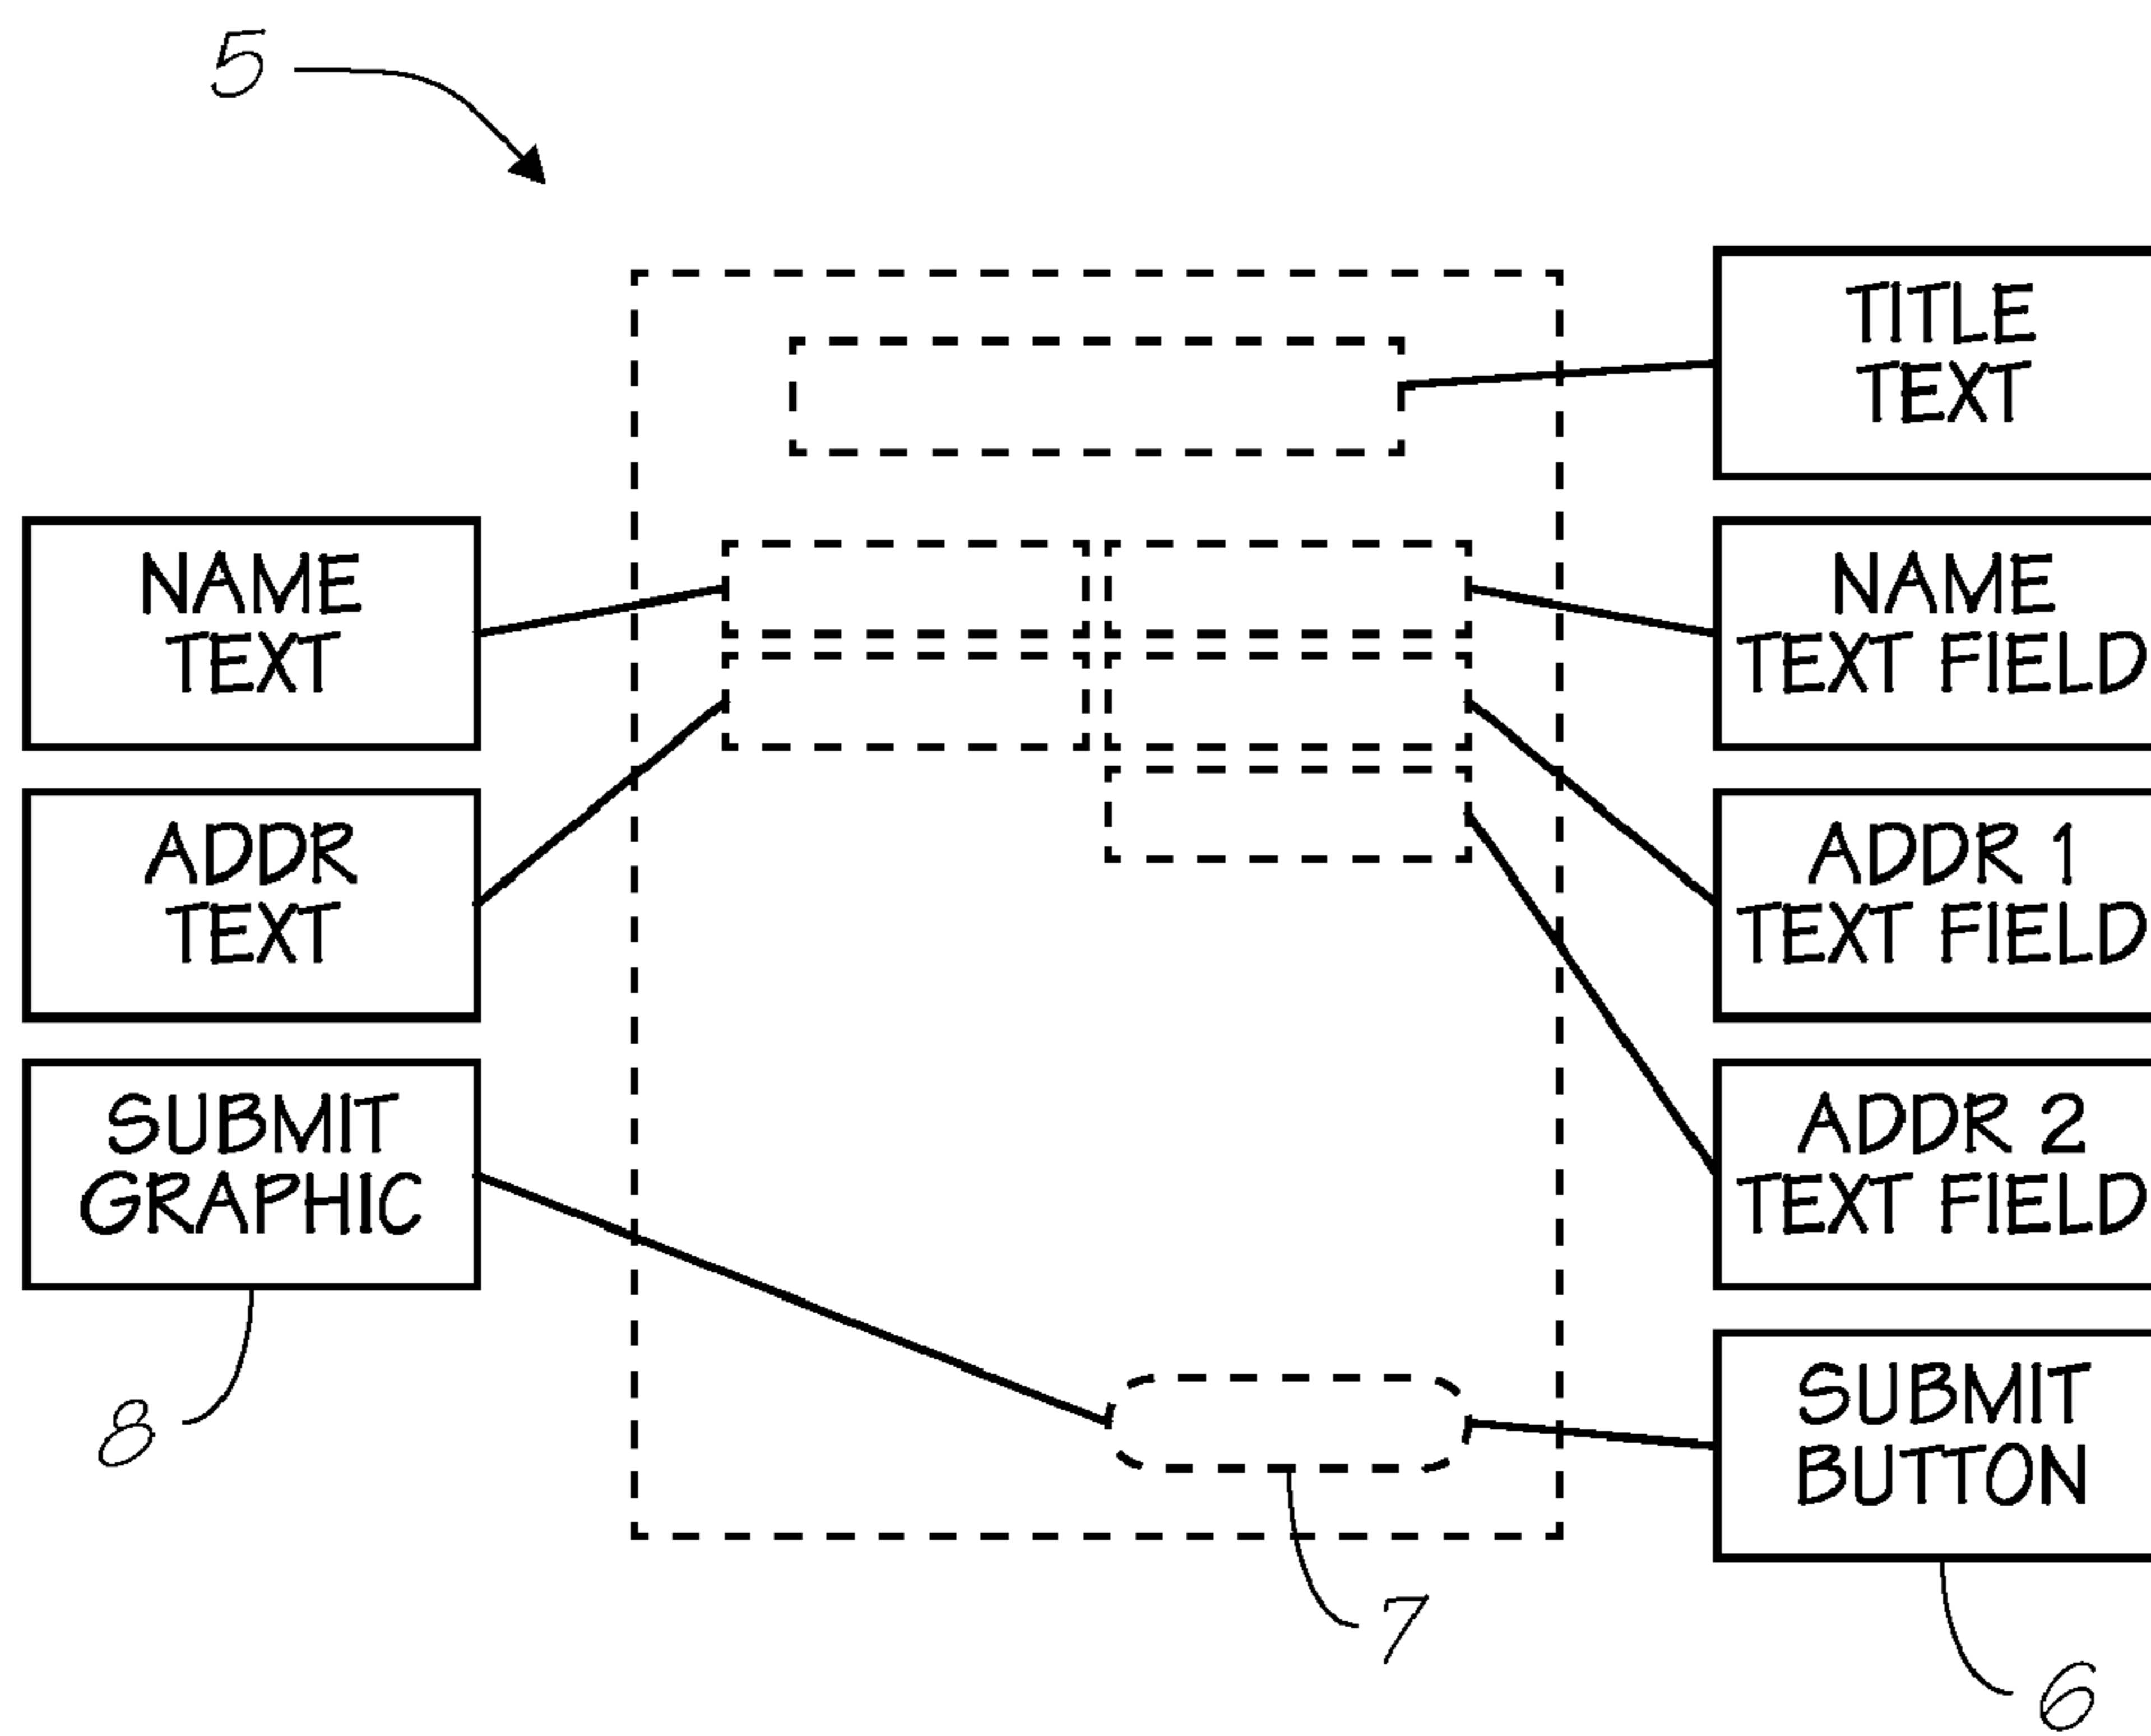 5
TITLE
TEXT
NAME
TEXT
NAME
TEXT FIELD
ADDR
TEXT
ADDR 1
TEXT FIELD
SUBMIT
GRAPHIC
ADDR 2
TEXT FIELD
SUBMIT
BUTTON
8
7
6